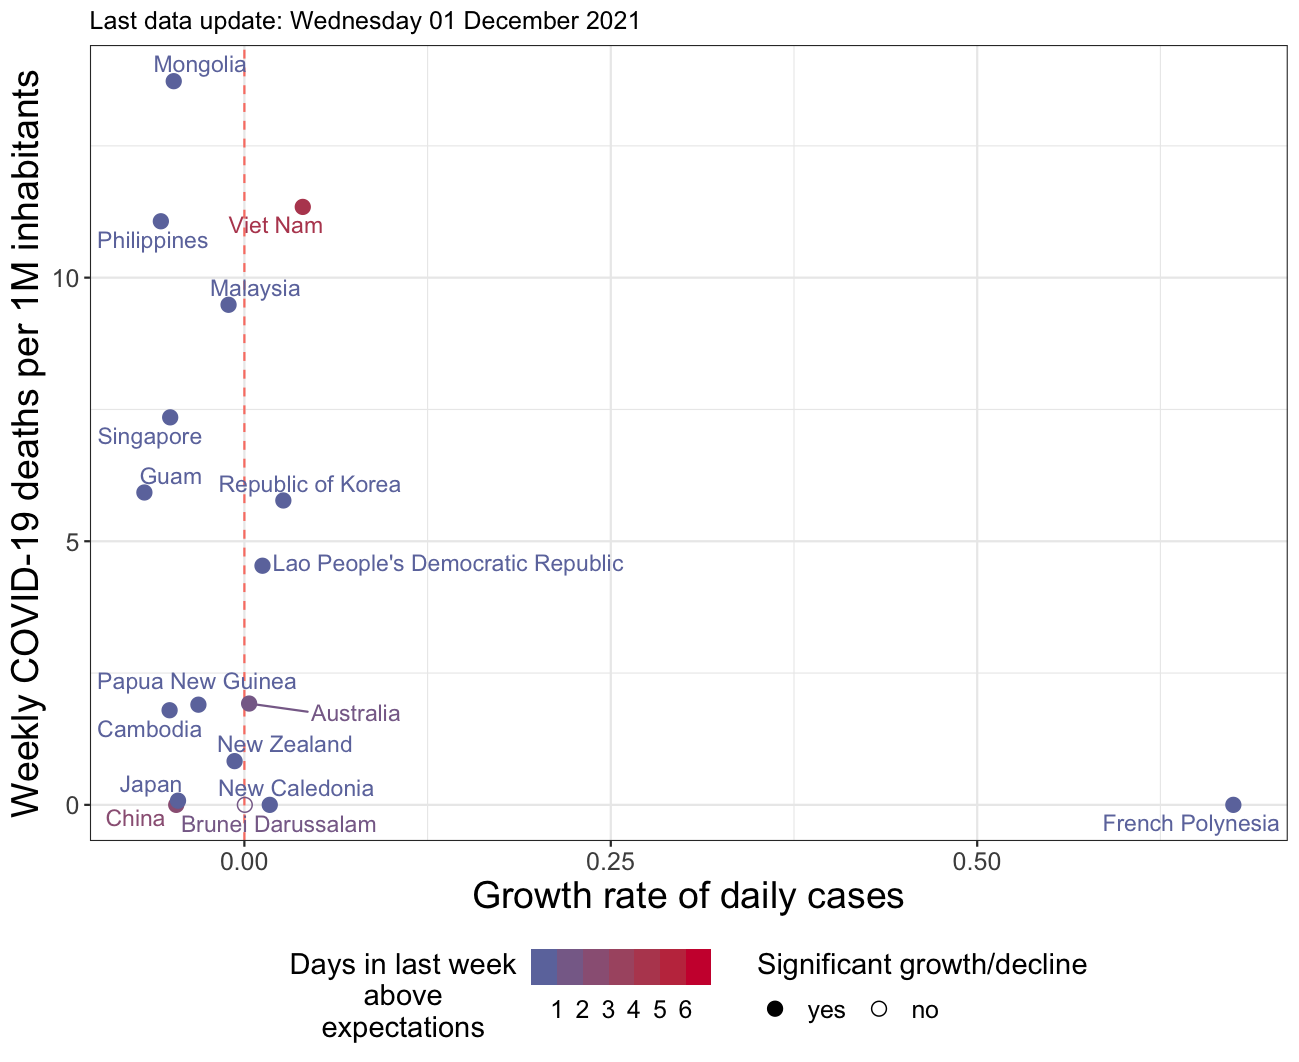 Last data update: Wednesday 01 December 2021
Weekly COVID-19 deaths per 1M inhabitants
Mongolia
Viet Nam
Philippines
10
Malaysia
Singapore
Guam
Republic of Korea
5
Lao People's Democratic Republic
Papua New Guinea
Australia
Cambodia
New Zealand
Japan
New Caledonia
0
China
Brunei Darussalam
French Polynesia
0.00
0.25
0.50
Growth rate of daily cases
Days in last week
above
expectations
1 2 3 4 5 6
Significant growth/decline
yes
no